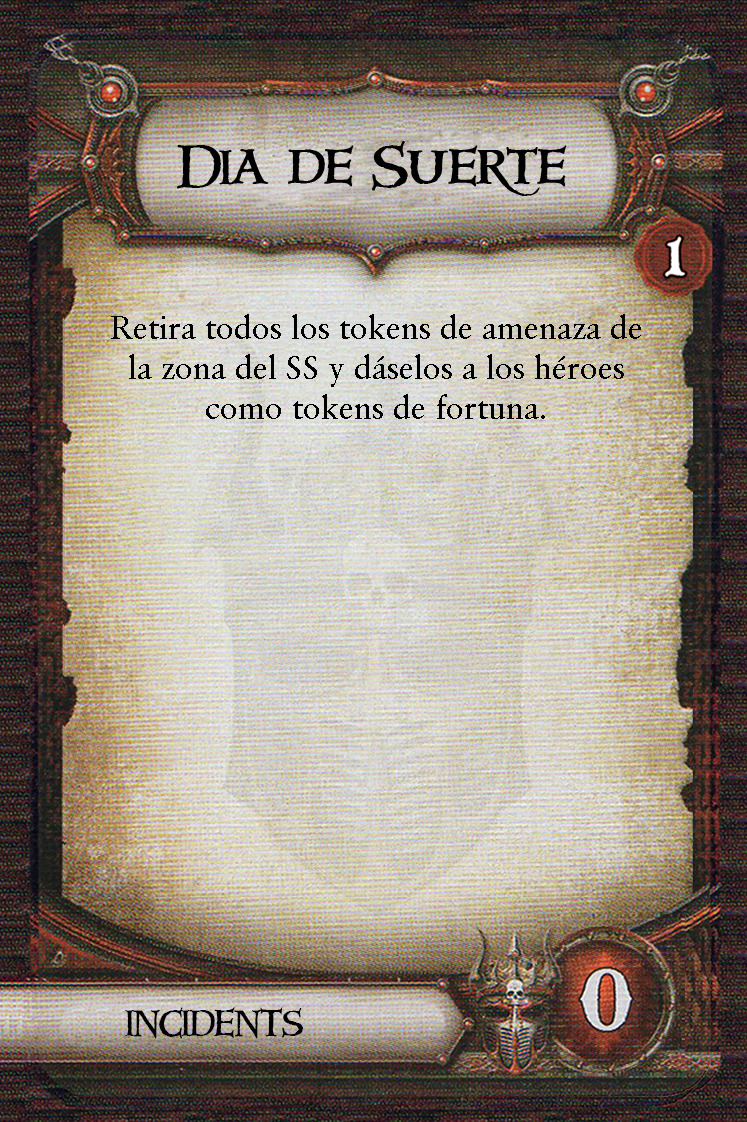 Dia de Suerte
1
Retira todos los tokens de amenaza de
la zona del SS y dáselos a los héroes
como tokens de fortuna.
INCIDENTS
0